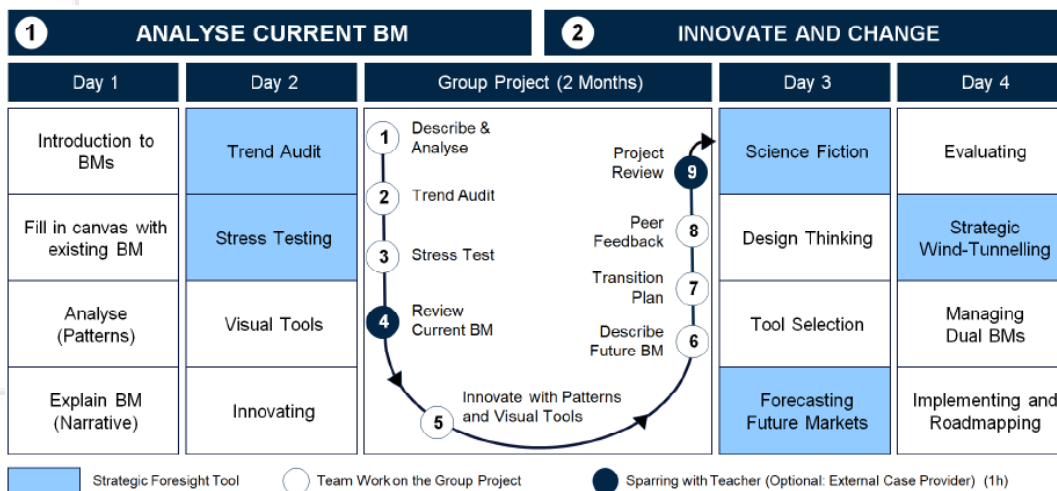 1 ANALYSE CURRENT BM
2 INNOVATE AND CHANGE
Day 1
Day 2
Group Project (2 Months)
Day 3
Day 4
Introduction to
BMs
Fill in canvas with
existing BM
Analyse
(Patterns)
Explain BM
(Narrative)
Trend Audit
Stress Testing
Visual Tools
Innovating
1 Describe &
Analyse
2 Trend Audit
3 Stress Test
4 Review
Current BM
5 Innovate with Patterns
and Visual Tools
Project
Review 9
Peer
Feedback 8
Transition
Plan 7
Describe
Future BM 6
Science Fiction
Design Thinking
Tool Selection
Forecasting
Future Markets
Evaluating
Strategic
Wind-Tunnelling
Managing
Dual BMs
Implementing and
Roadmapping
Strategic Foresight Tool
Team Work on the Group Project
Sparring with Teacher (Optional: External Case Provider) (1h)